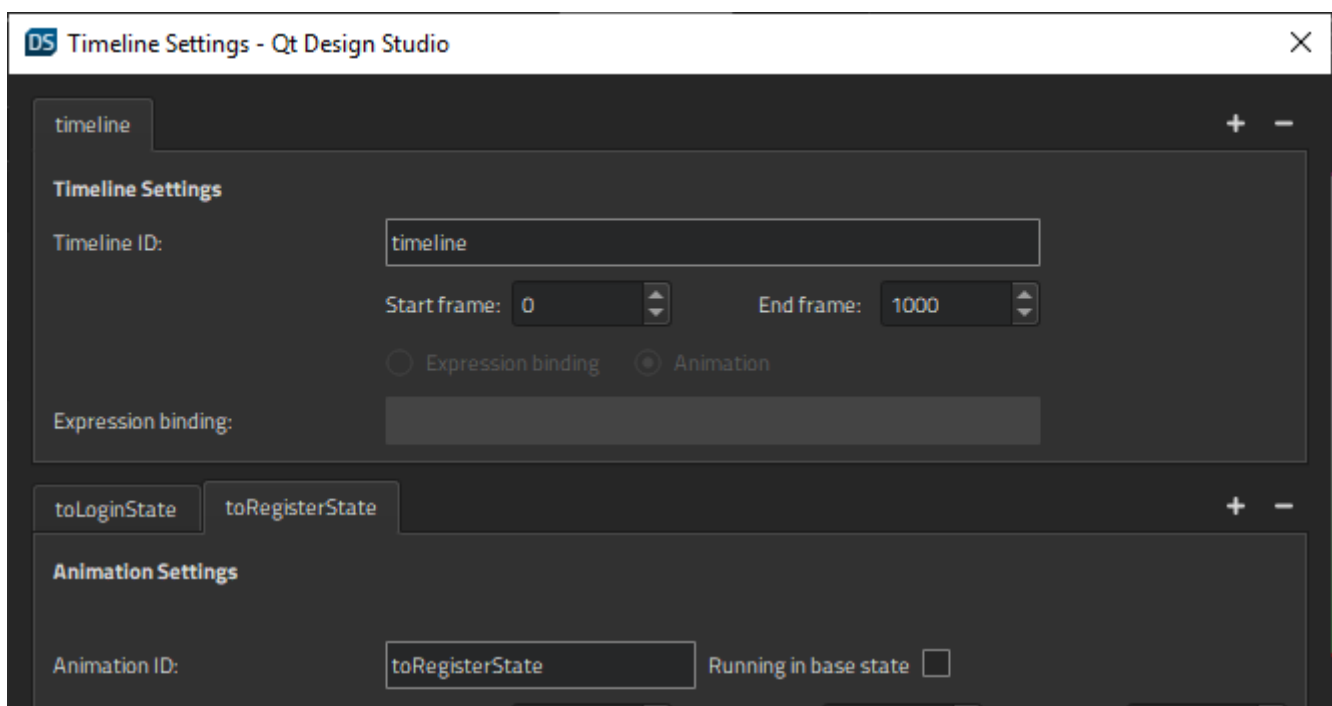 DS Timeline Settings - Qt Design Studio
timeline
Timeline Settings
Timeline ID: timeline
Start frame: 0 End frame: 1000
Expression binding Animation
Expression binding:
toLoginState toRegisterState
Animation Settings
Animation ID: toRegisterState Running in base state